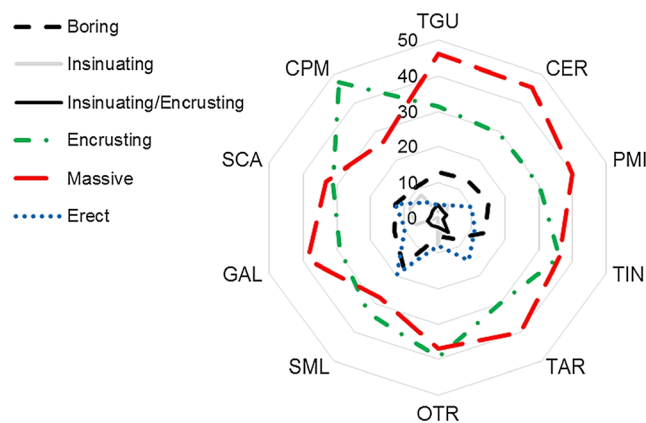 Boring
Insinuating
Insinuating/Encrusting
Encrusting
Massive
Erect
TGU
CER
PMI
TIN
TAR
OTR
SML
GAL
SCA
CPM
50
40
30
20
10
0